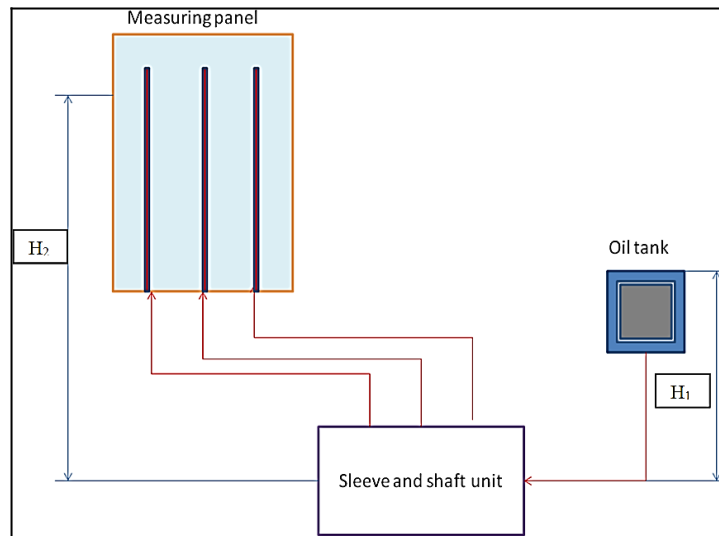 Measuring panel
H₂
Oil tank
H₁
Sleeve and shaft unit